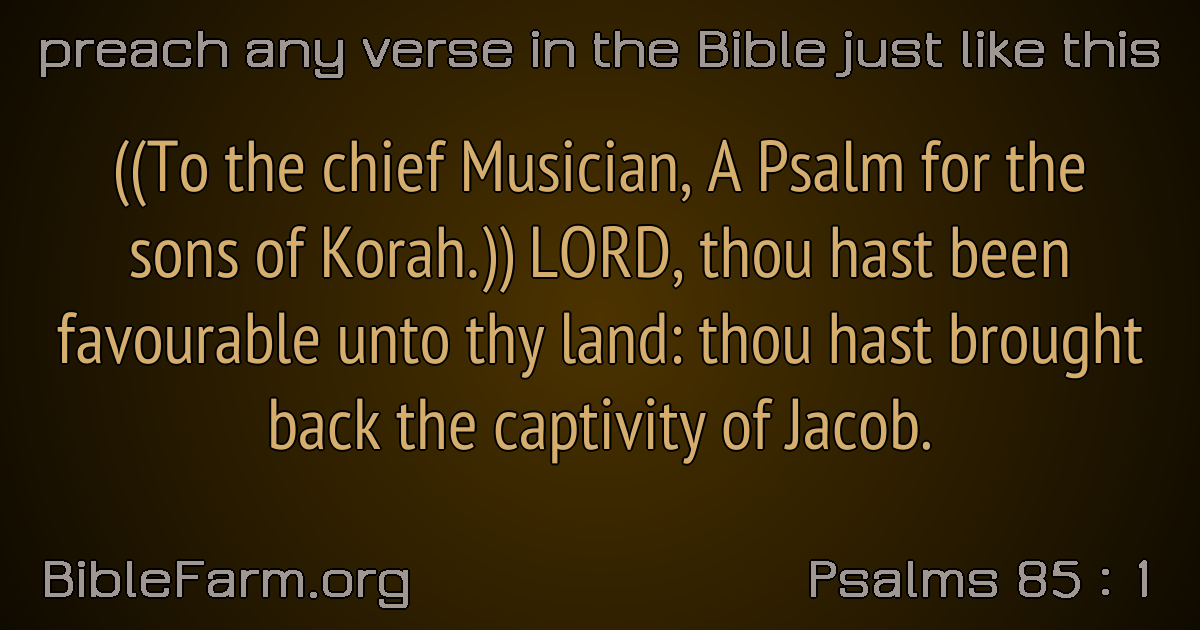 preach any verse in the Bible just like this
((To the chief Musician, A Psalm for the
sons of Korah.)) LORD, thou hast been
favourable unto thy land: thou hast brought
back the captivity of Jacob.
BibleFarm.org
Psalms 85 : 1